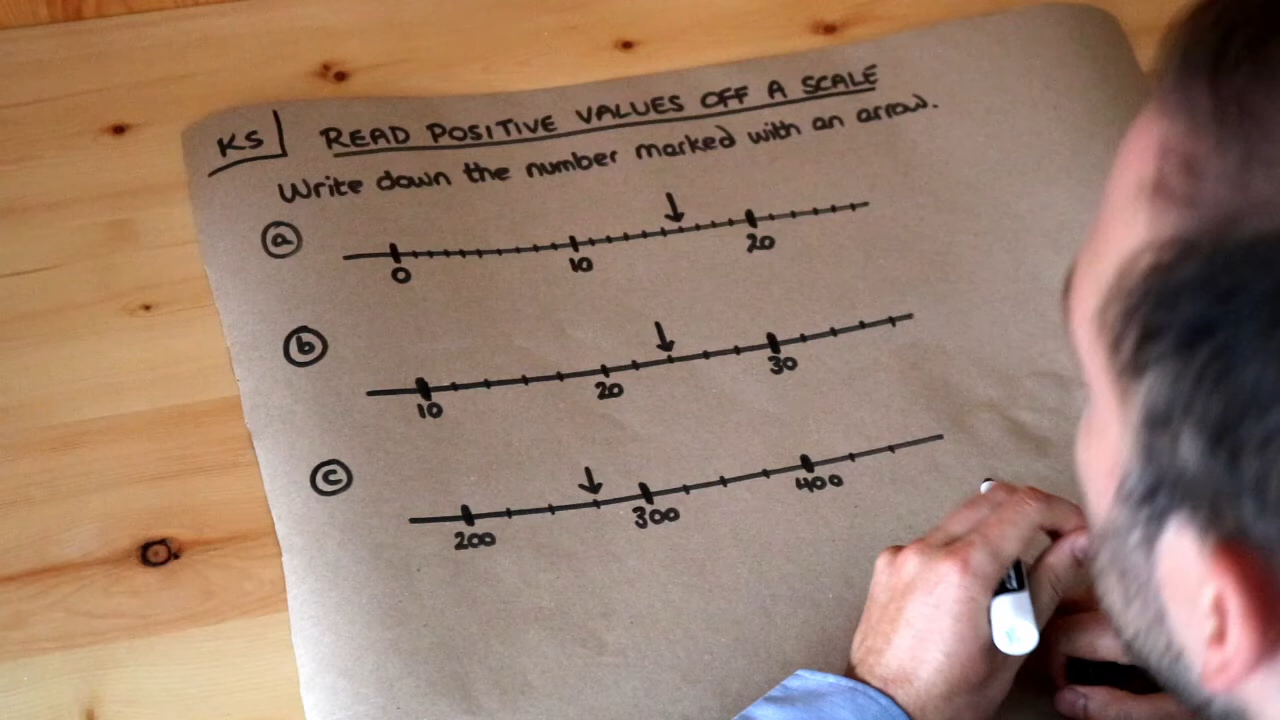 KS READ POSITIVE VALUES OFF A SCALE
Write down the number marked with an arrow.
a
0 10 20
b
10 20 30
c
200 300 400